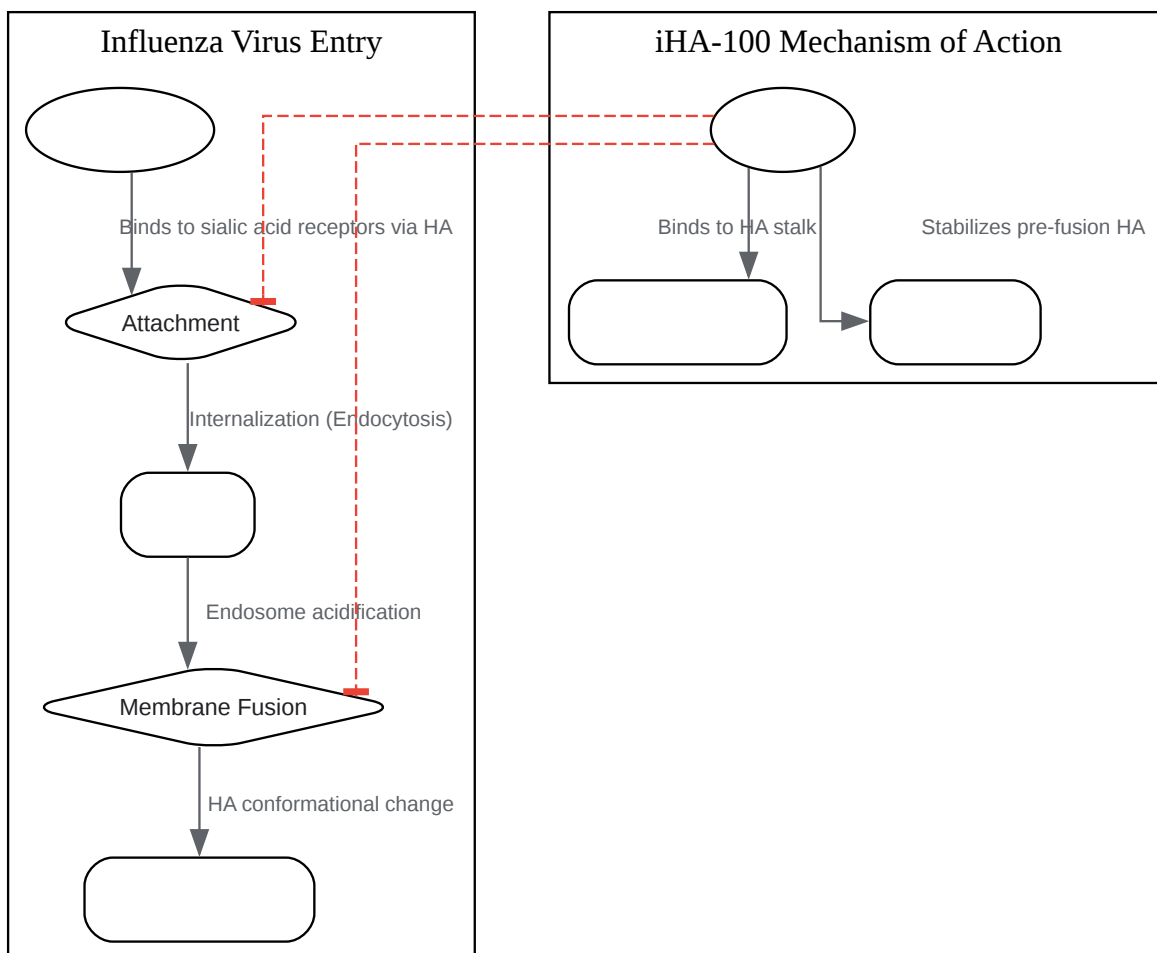 Influenza Virus Entry
Binds to sialic acid receptors via HA
Attachment
Internalization (Endocytosis)
Endosome acidification
Membrane Fusion
HA conformational change
iHA-100 Mechanism of Action
Binds to HA stalk
Stabilizes pre-fusion HA